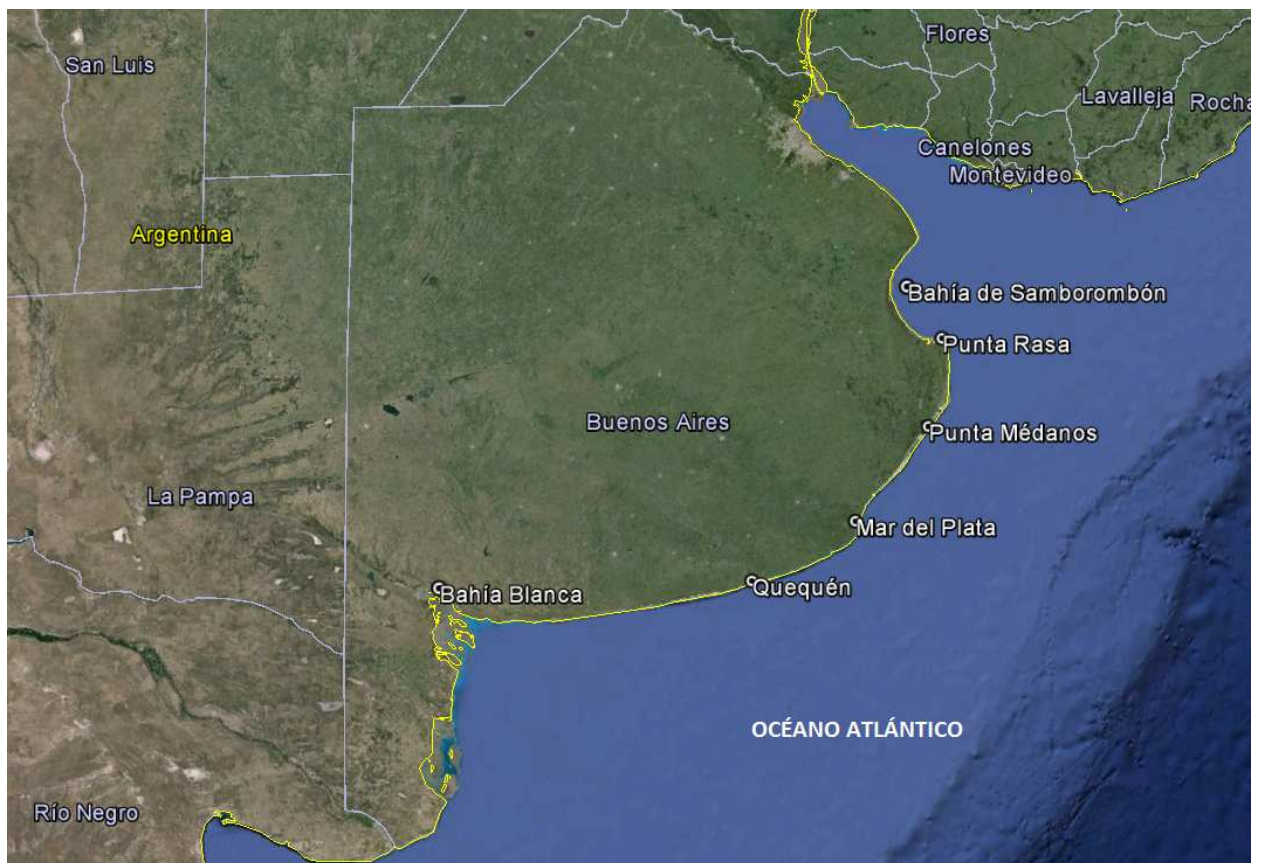 Flores
San Luis
Lavalleja
Rocha
Canelones
Montevideo
Argentina
Bahía de Samborombón
Punta Rasa
Buenos Aires
Punta Médanos
La Pampa
Mar del Plata
Quequén
Bahía Blanca
OCÉANO ATLÁNTICO
Río Negro